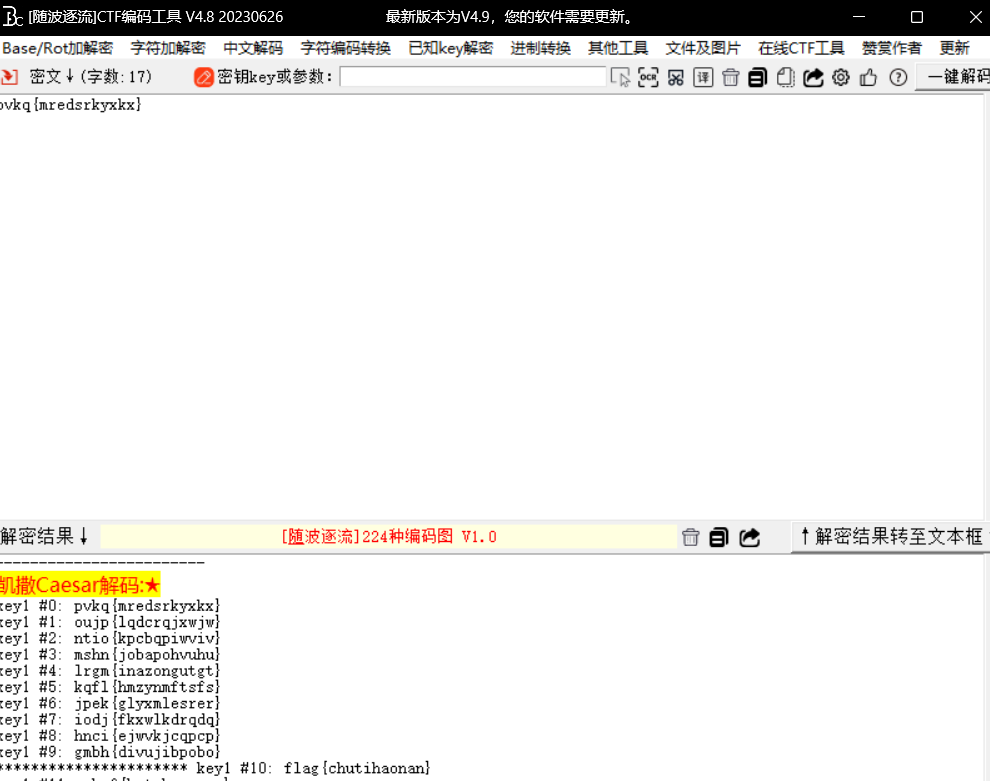 [随波逐流]CTF编码工具 V4.8 20230626 最新版本为V4.9，您的软件需要更新。
Base/Rot加解密 字符加解密 中文解码 字符编码转换 已知key解密 进制转换 其他工具 文件及图片 在线CTF工具 赞赏作者 更新
密文↓(字数:17) 密钥key或参数: OCR 译 一键解码
pvkq{mredsrkyxkx}
解密结果↓ [随波逐流]224种编码图 V1.0 ↑解密结果转至文本框
----------------------
凯撒Caesar解码:★
key1 #0: pvkq{mredsrkyxkx}
key1 #1: oujp{lqdcrqjxwjw}
key1 #2: ntio{kpcbqpiwviv}
key1 #3: mshn{jobapohvuhu}
key1 #4: lrgm{inazongutgt}
key1 #5: kqfl{hmzynmftsfs}
key1 #6: jpek{glyxmlesrer}
key1 #7: iodj{fkxwlkdrqdq}
key1 #8: hnci{ejwvkjcqpcp}
key1 #9: gmbh{divujibpobo}
********************** key1 #10: flag{chutihaonan}